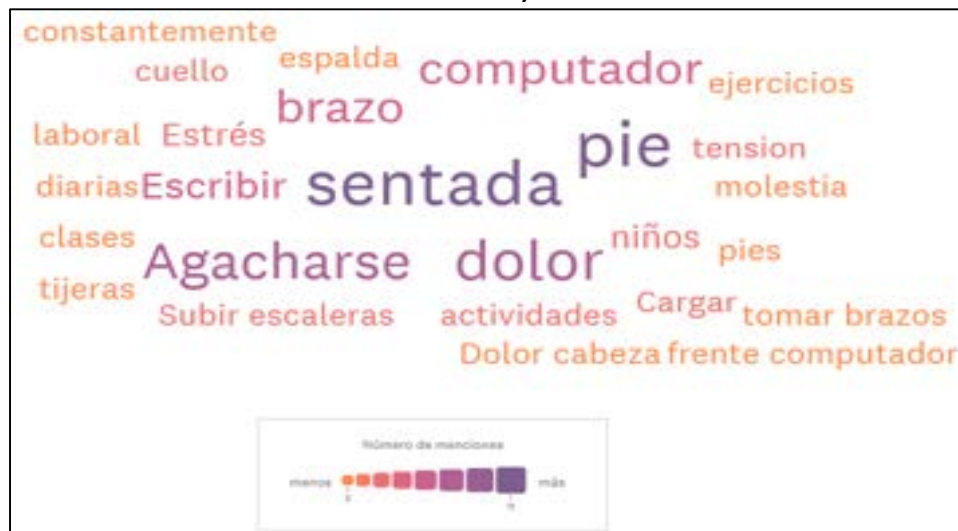 constantemente
cuello espalda computador ejercicios
brazo
laboral Estrés pie tension
diarias Escribir sentada molestia
clases Agacharse dolor niños pies
tijeras
Subir escaleras actividades Cargar tomar brazos
Dolor cabeza frente computador
Número de menciones
menos más